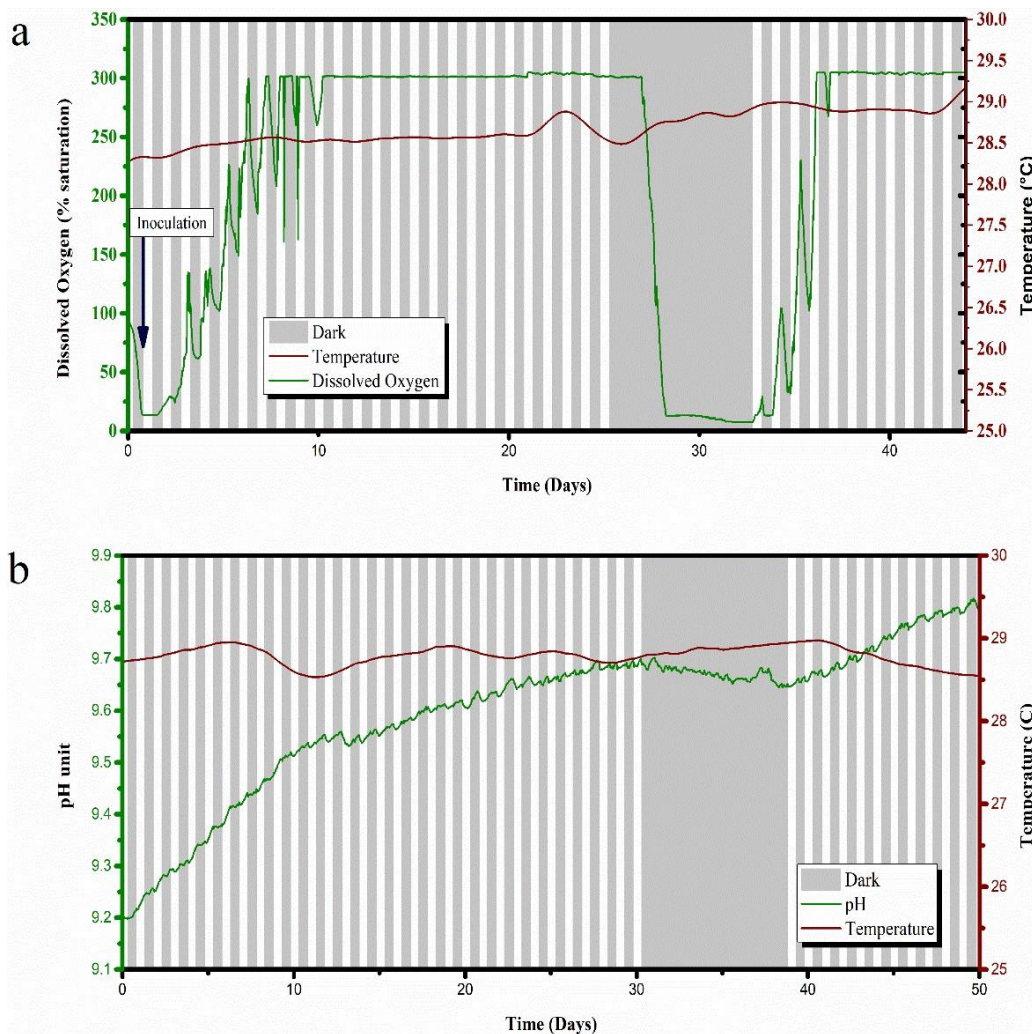 a
350
300
250
200
150
100
50
0
Dissolved Oxygen (% saturation)
30.0
29.5
29.0
28.5
28.0
27.5
27.0
26.5
26.0
25.5
25.0
Temperature (°C)
Inoculation
Dark
Temperature
Dissolved Oxygen
0 10 20 30 40
Time (Days)
b
9.9
9.8
9.7
9.6
9.5
9.4
9.3
9.2
9.1
pH unit
30
29
28
27
26
25
Temperature (C)
Dark
pH
Temperature
0 10 20 30 40 50
Time (Days)